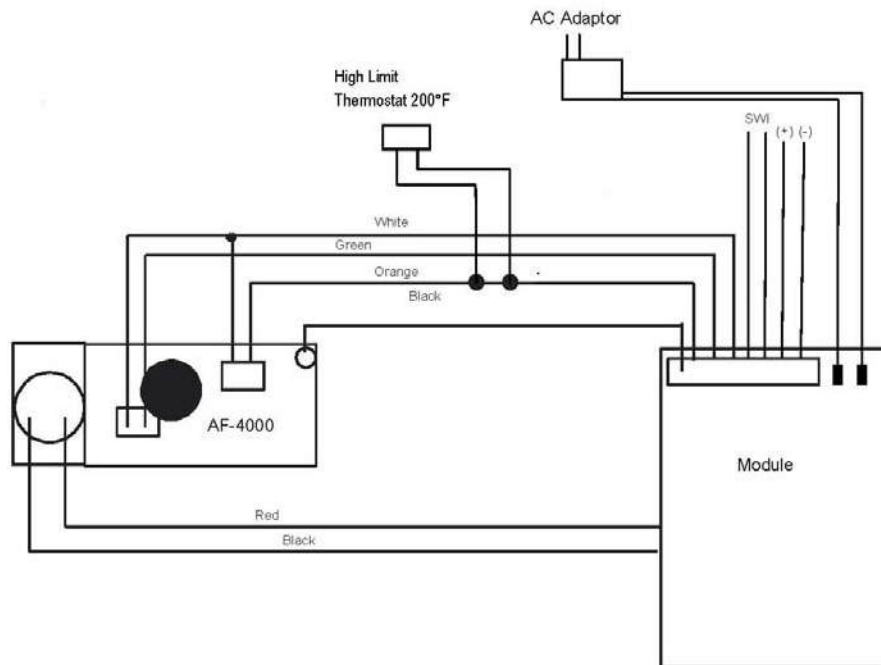 AC Adaptor
High Limit
Thermostat 200°F
SWI
(+) (-)
White
Green
Orange
Black
AF-4000
Module
Red
Black